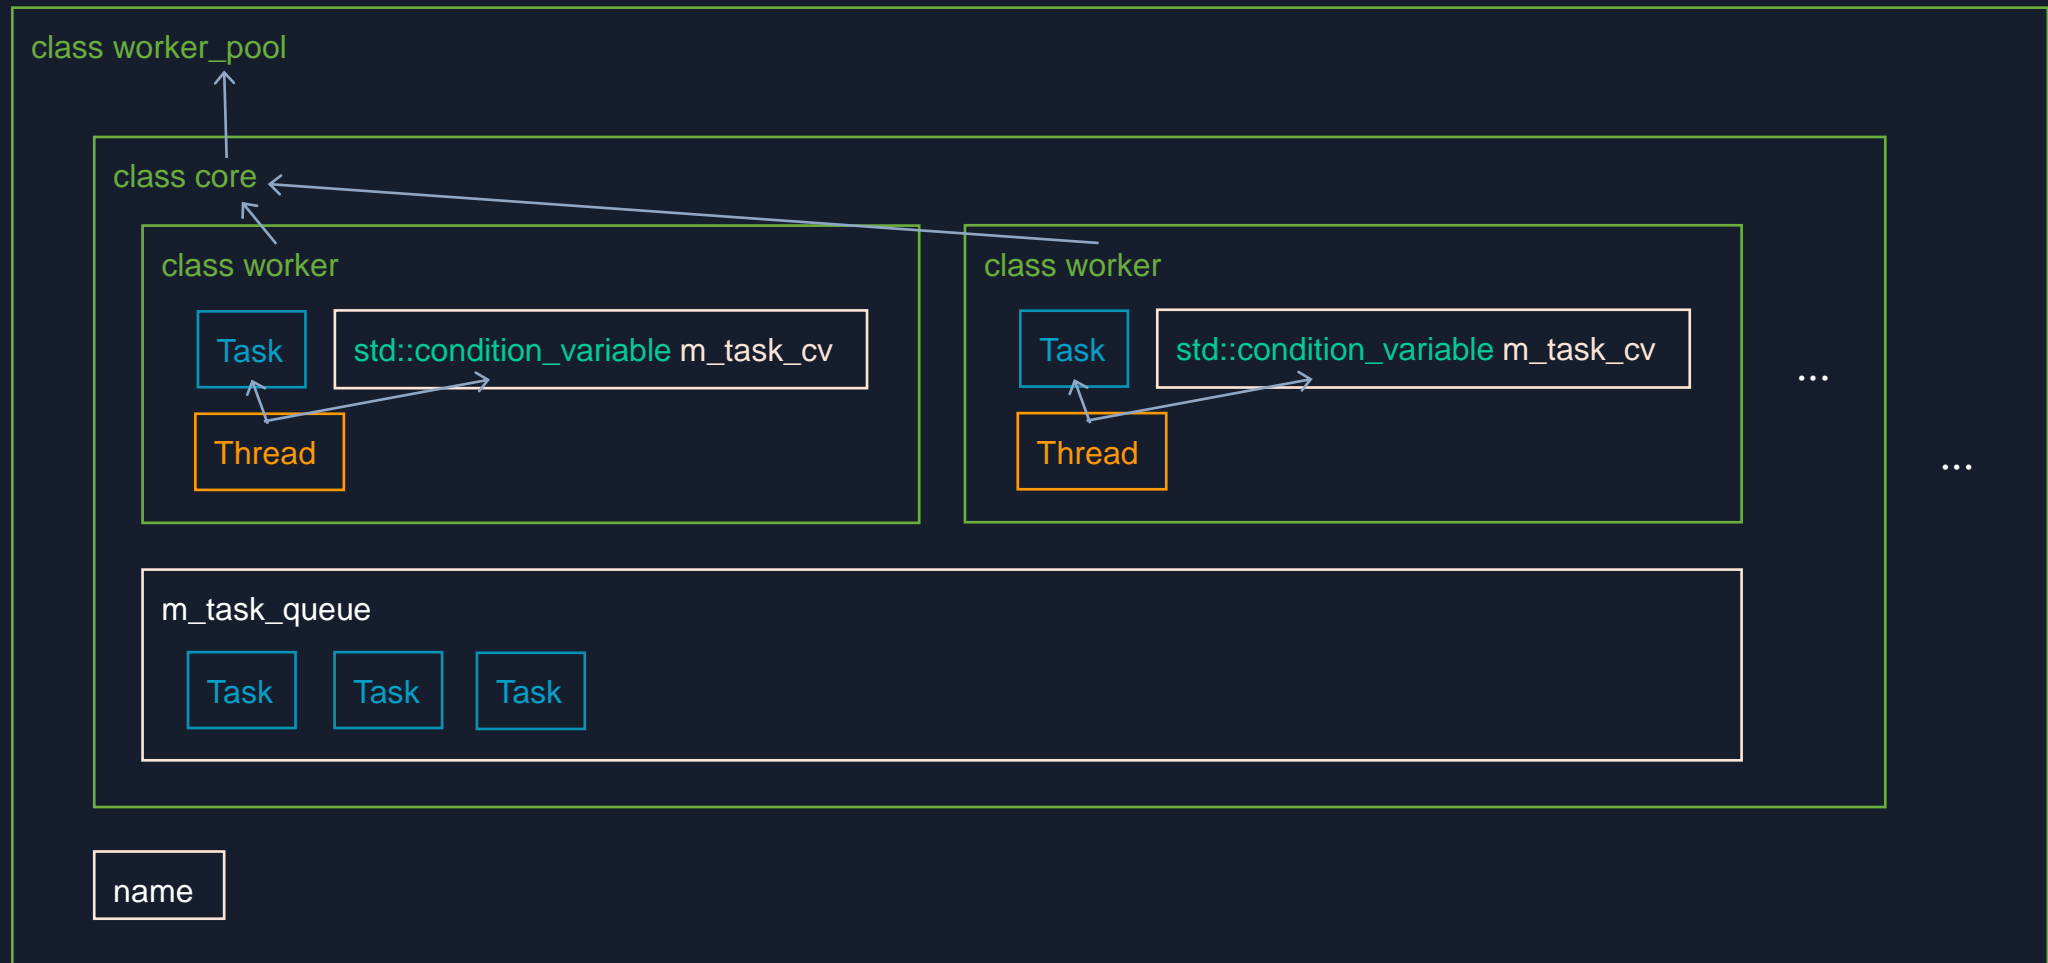 class worker_pool
class core
class worker
class worker
Task
std::condition_variable m_task_cv
Task
std::condition_variable m_task_cv
...
Thread
Thread
...
m_task_queue
Task
Task
Task
name